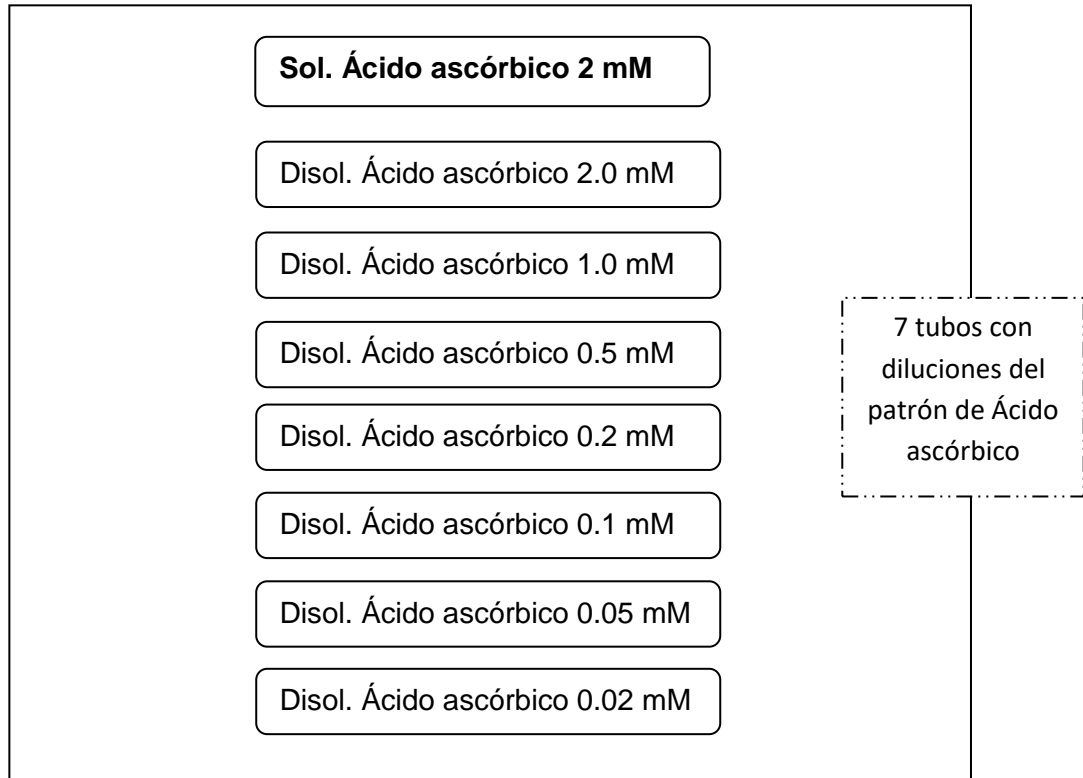 Sol. Ácido ascórbico 2 mM
Disol. Ácido ascórbico 2.0 mM
Disol. Ácido ascórbico 1.0 mM
Disol. Ácido ascórbico 0.5 mM
Disol. Ácido ascórbico 0.2 mM
Disol. Ácido ascórbico 0.1 mM
Disol. Ácido ascórbico 0.05 mM
Disol. Ácido ascórbico 0.02 mM
7 tubos con
diluciones del
patrón de Ácido
ascórbico